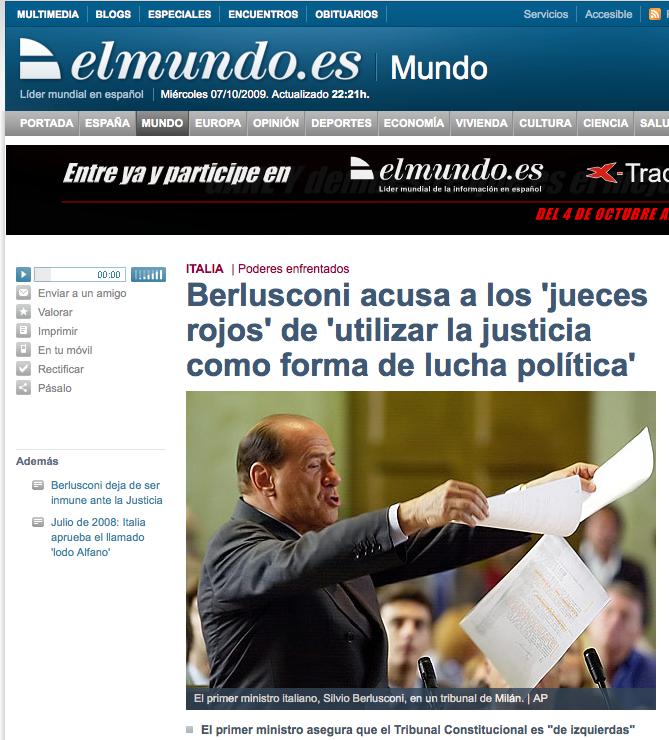 MULTIMEDIA BLOGS ESPECIALES ENCUENTROS OBITUARIOS Servicios Accesible
elmundo.es Mundo
Líder mundial en español Miércoles 07/10/2009. Actualizado 22:21h.
PORTADA ESPAÑA MUNDO EUROPA OPINIÓN DEPORTES ECONOMÍA VIVIENDA CULTURA CIENCIA SALU
Entre ya y participe en elmundo.es X-Trad
Líder mundial de la información en español
DEL 4 DE OCTUBRE A
00:00
Enviar a un amigo
Valorar
Imprimir
En tu móvil
Rectificar
Pásalo
Además
Berlusconi deja de ser
inmune ante la Justicia
Julio de 2008: Italia
aprueba el llamado
'lodo Alfano'
ITALIA | Poderes enfrentados
Berlusconi acusa a los 'jueces
rojos' de 'utilizar la justicia
como forma de lucha política'
El primer ministro italiano, Silvio Berlusconi, en un tribunal de Milán. | AP
El primer ministro asegura que el Tribunal Constitucional es "de izquierdas"